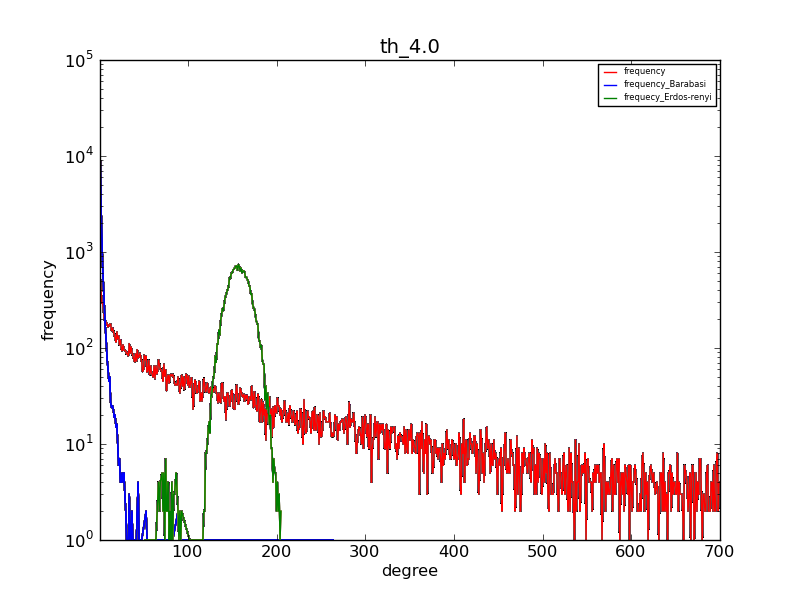 th_4.0
10^5
frequency
frequency_Barabasi
frequecy_Erdos-renyi
10^4
10^3
frequency
10^2
10^1
10^0
100 200 300 400 500 600 700
degree